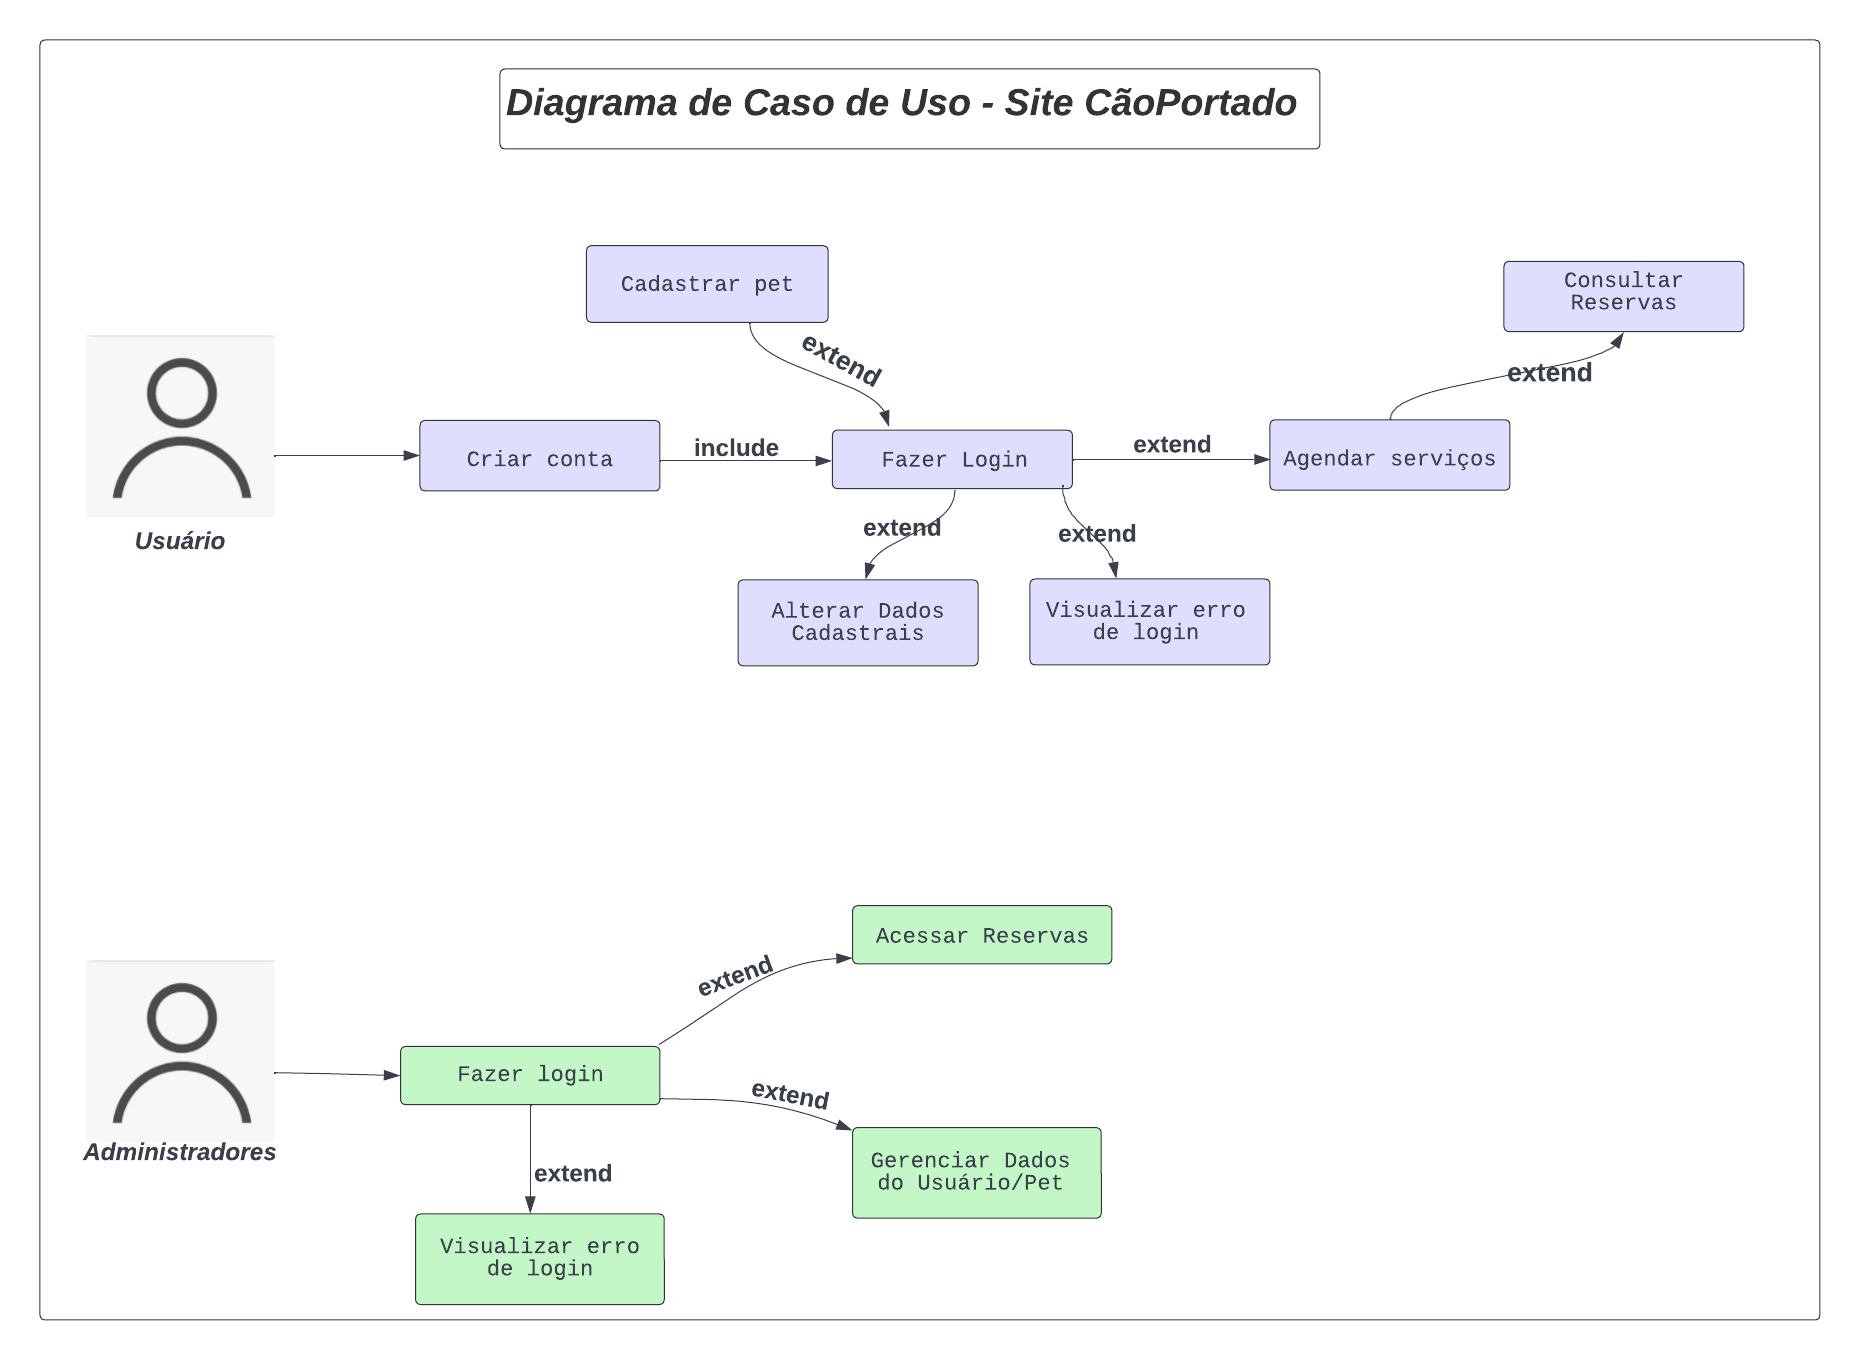 Diagrama de Caso de Uso - Site CãoPortado
Cadastrar pet
Consultar
Reservas
extend
extend
Criar conta
include
Fazer Login
extend
Agendar serviços
Usuário
extend
extend
Alterar Dados
Cadastrais
Visualizar erro
de login
Acessar Reservas
extend
Fazer login
extend
Administradores
extend
Gerenciar Dados
do Usuário/Pet
Visualizar erro
de login